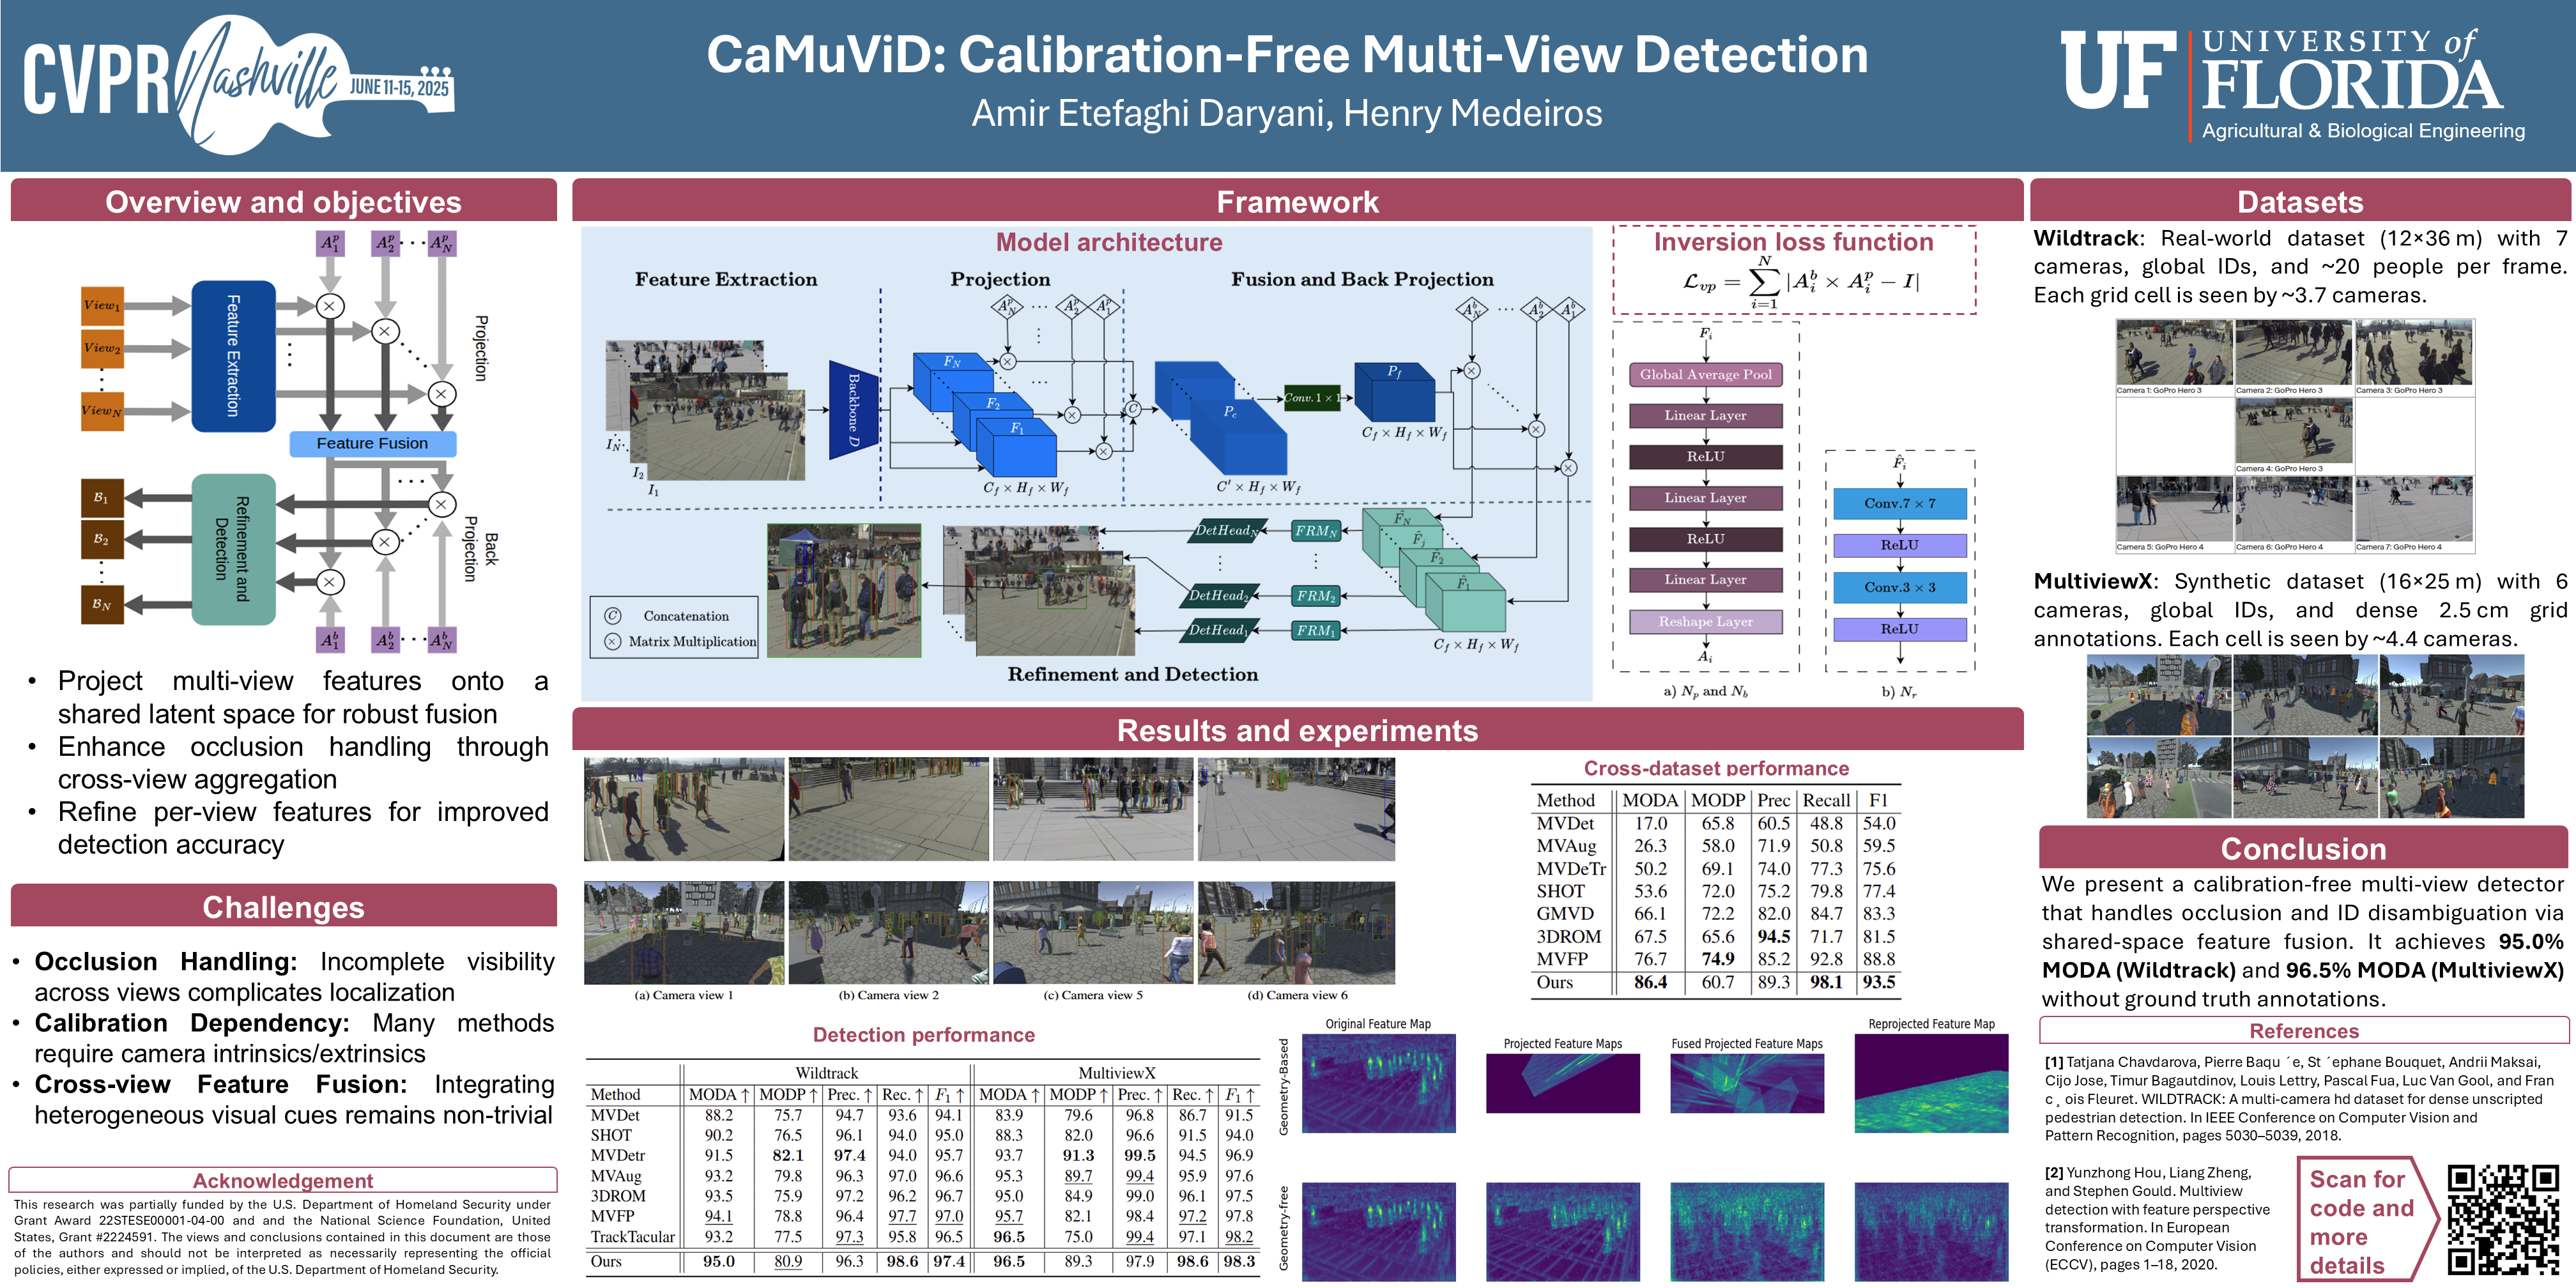 CVPR Nashville JUNE 11-15, 2025
CaMuViD: Calibration-Free Multi-View Detection
Amir Etefaghi Daryani, Henry Medeiros
UF UNIVERSITY of
FLORIDA
Agricultural & Biological Engineering
Overview and objectives
A_1^p A_2^p ··· A_N^p
View_1
View_2
View_N
Feature Extraction
Projection
Feature Fusion
B_1
B_2
B_N
Refinement and
Detection
Back
Projection
A_1^b A_2^b ··· A_N^b
• Project multi-view features onto a
shared latent space for robust fusion
• Enhance occlusion handling through
cross-view aggregation
• Refine per-view features for improved
detection accuracy
Challenges
• Occlusion Handling: Incomplete visibility
across views complicates localization
• Calibration Dependency: Many methods
require camera intrinsics/extrinsics
• Cross-view Feature Fusion: Integrating
heterogeneous visual cues remains non-trivial
Acknowledgement
This research was partially funded by the U.S. Department of Homeland Security under
Grant Award 22STESE00001-04-00 and and the National Science Foundation, United
States, Grant #2224591. The views and conclusions contained in this document are those
of the authors and should not be interpreted as necessarily representing the official
policies, either expressed or implied, of the U.S. Department of Homeland Security.
Framework
Model architecture
Feature Extraction Projection Fusion and Back Projection
A_N^p ··· A_2^p A_1^p
A_N^b ··· A_2^b A_1^b
I_N
I_2
I_1
Backbone D
F_N
F_2
F_1
C_f × H_f × W_f
C
P_c
C' × H_f × W_f
Conv. 1 × 1
P_f
C_f × H_f × W_f
DetHead_N FRM_N
DetHead_2 FRM_2
DetHead_1 FRM_1
F̂_N
F̂_j
F̂_2
F̂_1
C_f × H_f × W_f
C Concatenation
× Matrix Multiplication
Refinement and Detection
Inversion loss function
L_vp = ∑_{i=1}^N |A_i^b × A_i^p − I|
F_i
Global Average Pool
Linear Layer
ReLU
Linear Layer
ReLU
Linear Layer
Reshape Layer
A_i
a) N_p and N_b
F̂_i
Conv.7 × 7
ReLU
Conv.3 × 3
ReLU
b) N_r
Results and experiments
(a) Camera view 1 (b) Camera view 2 (c) Camera view 5 (d) Camera view 6
Cross-dataset performance
Method MODA MODP Prec Recall F1
MVDet 17.0 65.8 60.5 48.8 54.0
MVAug 26.3 58.0 71.9 50.8 59.5
MVDeTr 50.2 69.1 74.0 77.3 75.6
SHOT 53.6 72.0 75.2 79.8 77.4
GMVD 66.1 72.2 82.0 84.7 83.3
3DROM 67.5 65.6 94.5 71.7 81.5
MVFP 76.7 74.9 85.2 92.8 88.8
Ours 86.4 60.7 89.3 98.1 93.5
Detection performance
Wildtrack MultiviewX
Method MODA ↑ MODP ↑ Prec. ↑ Rec. ↑ F_1 ↑ MODA ↑ MODP ↑ Prec. ↑ Rec. ↑ F_1 ↑
MVDet 88.2 75.7 94.7 93.6 94.1 83.9 79.6 96.8 86.7 91.5
SHOT 90.2 76.5 96.1 94.0 95.0 88.3 82.0 96.6 91.5 94.0
MVDetr 91.5 82.1 97.4 94.0 95.7 93.7 91.3 99.5 94.5 96.9
MVAug 93.2 79.8 96.3 97.0 96.6 95.3 89.7 99.4 95.9 97.6
3DROM 93.5 75.9 97.2 96.2 96.7 95.0 84.9 99.0 96.1 97.5
MVFP 94.1 78.8 96.4 97.7 97.0 95.7 82.1 98.4 97.2 97.8
TrackTacular 93.2 77.5 97.3 95.8 96.5 96.5 75.0 99.4 97.1 98.2
Ours 95.0 80.9 96.3 98.6 97.4 96.5 89.3 97.9 98.6 98.3
Original Feature Map
Projected Feature Maps
Fused Projected Feature Maps
Reprojected Feature Map
Geometry-Based
Geometry-free
Datasets
Wildtrack: Real-world dataset (12×36 m) with 7
cameras, global IDs, and ~20 people per frame.
Each grid cell is seen by ~3.7 cameras.
Camera 1: GoPro Hero 3 Camera 2: GoPro Hero 3 Camera 3: GoPro Hero 3
Camera 4: GoPro Hero 3
Camera 5: GoPro Hero 4 Camera 6: GoPro Hero 4 Camera 7: GoPro Hero 4
MultiviewX: Synthetic dataset (16×25 m) with 6
cameras, global IDs, and dense 2.5 cm grid
annotations. Each cell is seen by ~4.4 cameras.
Conclusion
We present a calibration-free multi-view detector
that handles occlusion and ID disambiguation via
shared-space feature fusion. It achieves 95.0%
MODA (Wildtrack) and 96.5% MODA (MultiviewX)
without ground truth annotations.
References
[1] Tatjana Chavdarova, Pierre Baqu ´e, St ´ephane Bouquet, Andrii Maksai,
Cijo Jose, Timur Bagautdinov, Louis Lettry, Pascal Fua, Luc Van Gool, and Fran
c ¸ ois Fleuret. WILDTRACK: A multi-camera hd dataset for dense unscripted
pedestrian detection. In IEEE Conference on Computer Vision and
Pattern Recognition, pages 5030–5039, 2018.
[2] Yunzhong Hou, Liang Zheng,
and Stephen Gould. Multiview
detection with feature perspective
transformation. In European
Conference on Computer Vision
(ECCV), pages 1–18, 2020.
Scan for
code and
more
details